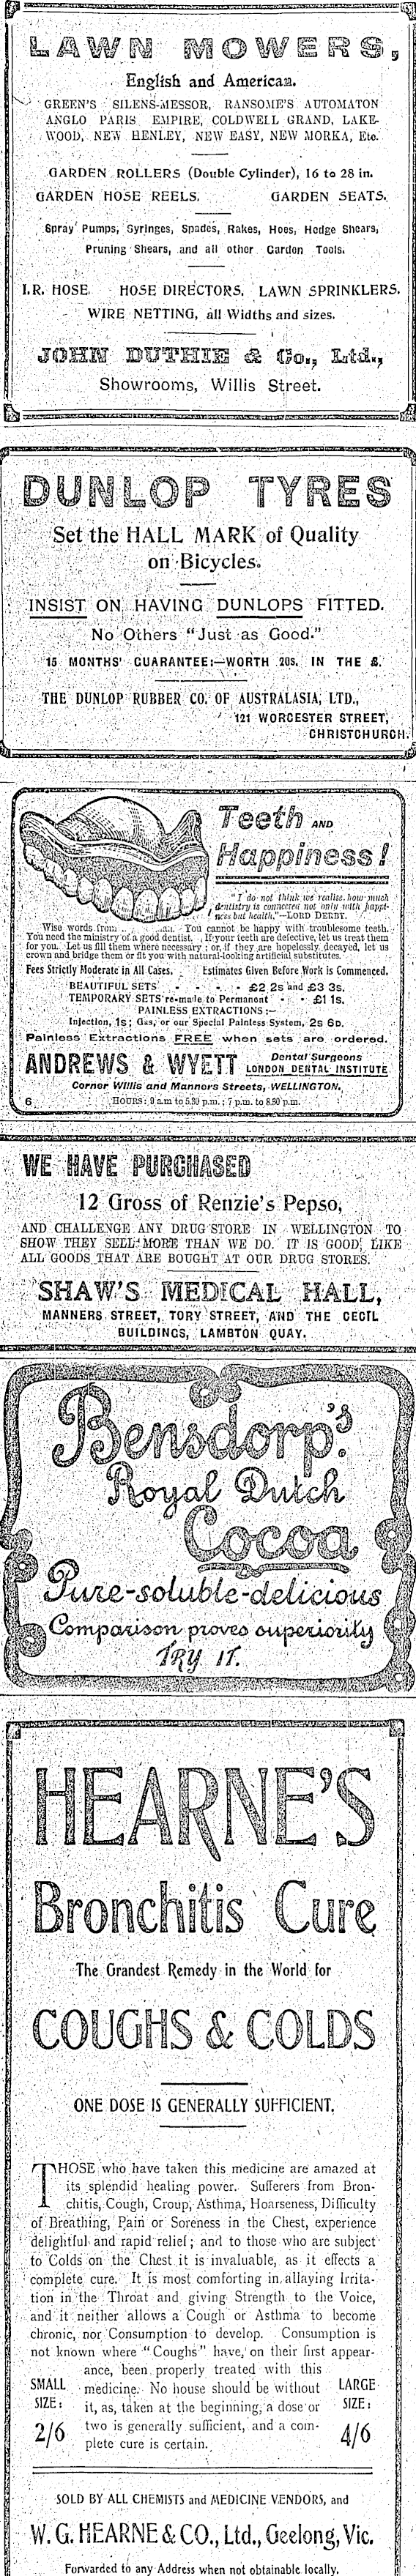 LAWN MOWERS,
English and American.
GREEN'S SILENS-MESSOR, RANSOME'S AUTOMATON
ANGLO PARIS EMPIRE, COLDWELL GRAND, LAKE-
WOOD, NEW HENLEY, NEW EASY, NEW MORKA, Etc.
GARDEN ROLLERS (Double Cylinder), 16 to 28 in.
GARDEN HOSE REELS. GARDEN SEATS.
Spray Pumps, Syringes, Spades, Rakes, Hoes, Hedge Shears,
Pruning Shears, and all other Garden Tools.
I.R. HOSE. HOSE DIRECTORS. LAWN SPRINKLERS.
WIRE NETTING, all Widths and sizes.
JOHN DUTHIE & Co., Ltd.,
Showrooms, Willis Street.
DUNLOP TYRES
Set the HALL MARK of Quality
on Bicycles.
INSIST ON HAVING DUNLOPS FITTED.
No Others "Just as Good."
15 MONTHS' GUARANTEE:—WORTH 20s. IN THE £.
THE DUNLOP RUBBER CO. OF AUSTRALASIA, LTD.,
121 WORCESTER STREET,
CHRISTCHURCH.
Teeth AND
Happiness!
"I do not think we realise how much
dentistry is connected not only with happi-
ness but health."—LORD DERBY.
Wise words from . You cannot be happy with troublesome teeth.
You need the ministry of a good dentist. If your teeth are defective, let us treat them
for you. Let us fill them where necessary; or, if they are hopelessly decayed, let us
crown and bridge them or fit you with natural-looking artificial substitutes.
Fees Strictly Moderate in All Cases. Estimates Given Before Work is Commenced.
BEAUTIFUL SETS - - - - £2 2s and £3 3s.
TEMPORARY SETS re-made to Permanent - - £1 1s.
PAINLESS EXTRACTIONS:—
Injection, 1s; Gas, or our Special Painless System, 2s 6D.
Painless Extractions FREE when sets are ordered.
ANDREWS & WYETT Dental Surgeons
LONDON DENTAL INSTITUTE
Corner Willis and Manners Streets, WELLINGTON.
6 HOURS: 9 a.m to 5.30 p.m.; 7 p.m. to 8.30 p.m.
WE HAVE PURCHASED
12 Gross of Renzie's Pepso,
AND CHALLENGE ANY DRUG STORE IN WELLINGTON TO
SHOW THEY SELL MORE THAN WE DO. IT IS GOOD, LIKE
ALL GOODS THAT ARE BOUGHT AT OUR DRUG STORES.
SHAW'S MEDICAL HALL,
MANNERS STREET, TORY STREET, AND THE CECIL
BUILDINGS, LAMBTON QUAY.
Bensdorp's
Royal Dutch
Cocoa
Pure-soluble-delicious
Comparison proves superiority
TRY IT.
HEARNE'S
Bronchitis Cure
The Grandest Remedy in the World for
COUGHS & COLDS
ONE DOSE IS GENERALLY SUFFICIENT.
THOSE who have taken this medicine are amazed at
its splendid healing power. Sufferers from Bron-
chitis, Cough, Croup, Asthma, Hoarseness, Difficulty
of Breathing, Pain or Soreness in the Chest, experience
delightful and rapid relief; and to those who are subject
to Colds on the Chest it is invaluable, as it effects a
complete cure. It is most comforting in allaying Irrita-
tion in the Throat and giving Strength to the Voice,
and it neither allows a Cough or Asthma to become
chronic, nor Consumption to develop. Consumption is
not known where "Coughs" have, on their first appear-
ance, been properly treated with this
medicine. No house should be without
it, as, taken at the beginning, a dose or
two is generally sufficient, and a com-
plete cure is certain.
SMALL
SIZE:
2/6
LARGE
SIZE:
4/6
SOLD BY ALL CHEMISTS and MEDICINE VENDORS, and
W. G. HEARNE & CO., Ltd., Geelong, Vic.
Forwarded to any Address when not obtainable locally.